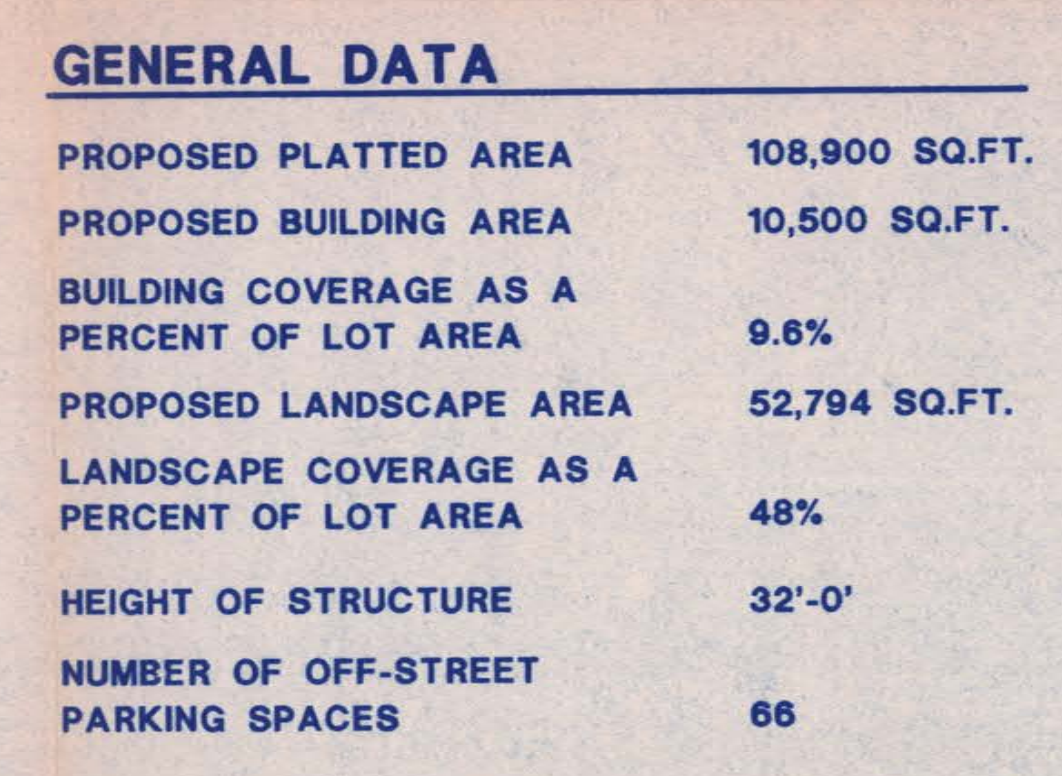 GENERAL DATA
PROPOSED PLATTED AREA 108,900 SQ.FT.
PROPOSED BUILDING AREA 10,500 SQ.FT.
BUILDING COVERAGE AS A
PERCENT OF LOT AREA 9.6%
PROPOSED LANDSCAPE AREA 52,794 SQ.FT.
LANDSCAPE COVERAGE AS A
PERCENT OF LOT AREA 48%
HEIGHT OF STRUCTURE 32'-0'
NUMBER OF OFF-STREET
PARKING SPACES 66